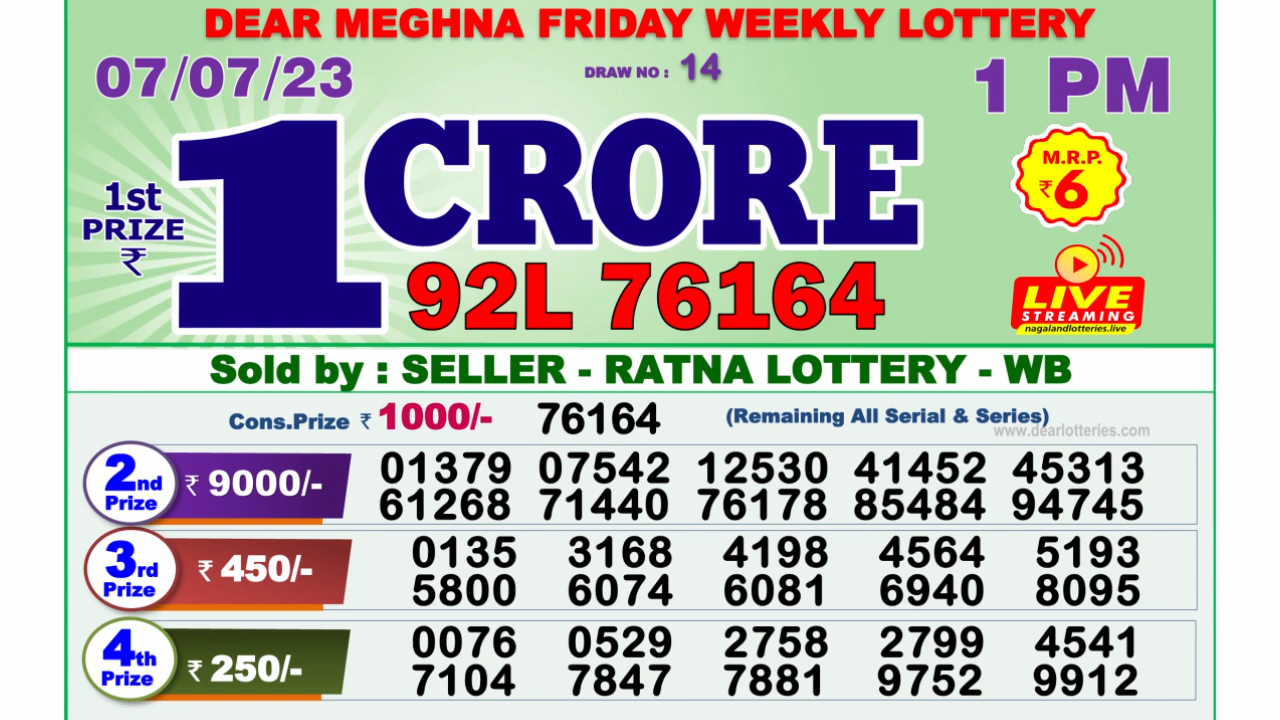 DEAR MEGHNA FRIDAY WEEKLY LOTTERY
07/07/23
DRAW NO : 14
1 PM
1st
PRIZE
₹
1 CRORE
M.R.P.
₹6
92L 76164
LIVE
STREAMING
nagalandlotteries.live
Sold by : SELLER - RATNA LOTTERY - WB
Cons.Prize ₹ 1000/- 76164 (Remaining All Serial & Series)
www.dearlotteries.com
2nd
Prize
₹ 9000/-
01379 07542 12530 41452 45313
61268 71440 76178 85484 94745
3rd
Prize
₹ 450/-
0135 3168 4198 4564 5193
5800 6074 6081 6940 8095
4th
Prize
₹ 250/-
0076 0529 2758 2799 4541
7104 7847 7881 9752 9912